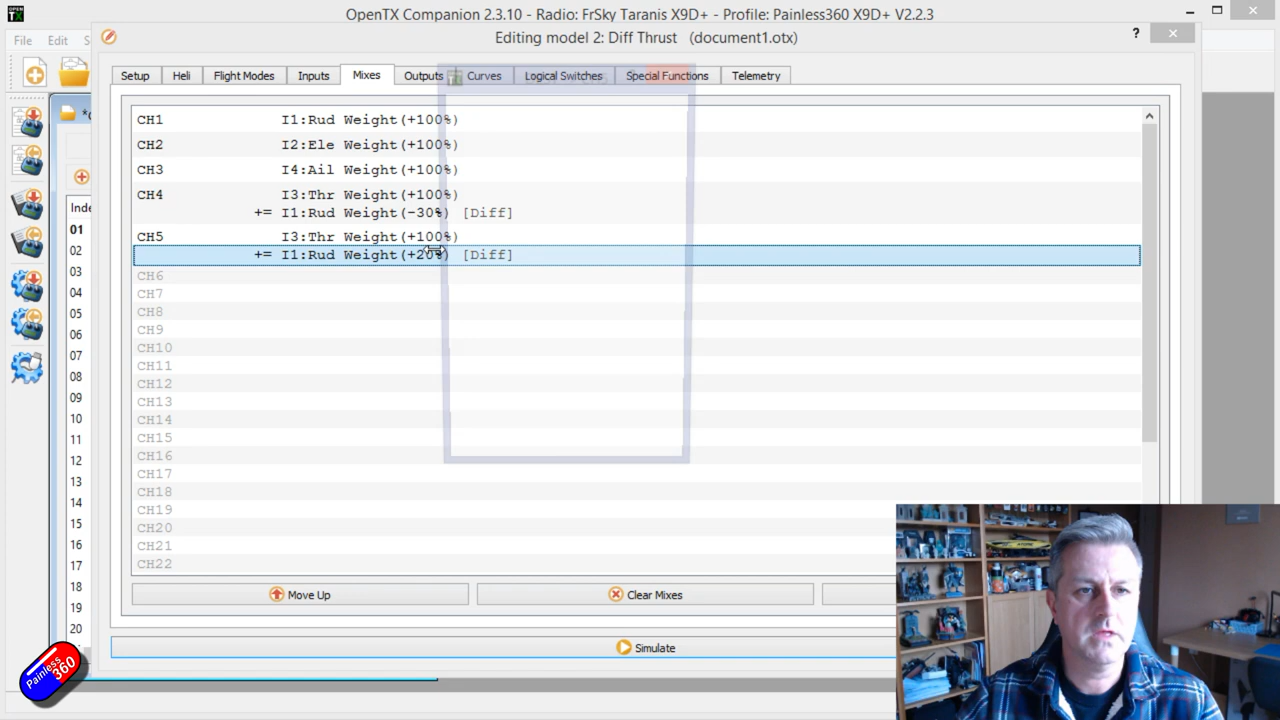 OPEN TX
OpenTX Companion 2.3.10 - Radio: FrSky Taranis X9D+ - Profile: Painless360 X9D+ V2.2.3
File Edit S
Editing model 2: Diff Thrust (document1.otx)
?
Setup Heli Flight Modes Inputs Mixes Outputs Curves Logical Switches Special Functions Telemetry
CH1 I1:Rud Weight(+100%)
CH2 I2:Ele Weight(+100%)
CH3 I4:Ail Weight(+100%)
CH4 I3:Thr Weight(+100%)
+= I1:Rud Weight(-30%) [Diff]
CH5 I3:Thr Weight(+100%)
+= I1:Rud Weight(+20%) [Diff]
CH6
CH7
CH8
CH9
CH10
CH11
CH12
CH13
CH14
CH15
CH16
CH17
CH18
CH19
CH20
CH21
CH22
Inde
01
02
03
04
05
06
07
08
09
10
11
12
13
14
15
16
17
18
19
20
Move Up Clear Mixes
Simulate
Painless
360